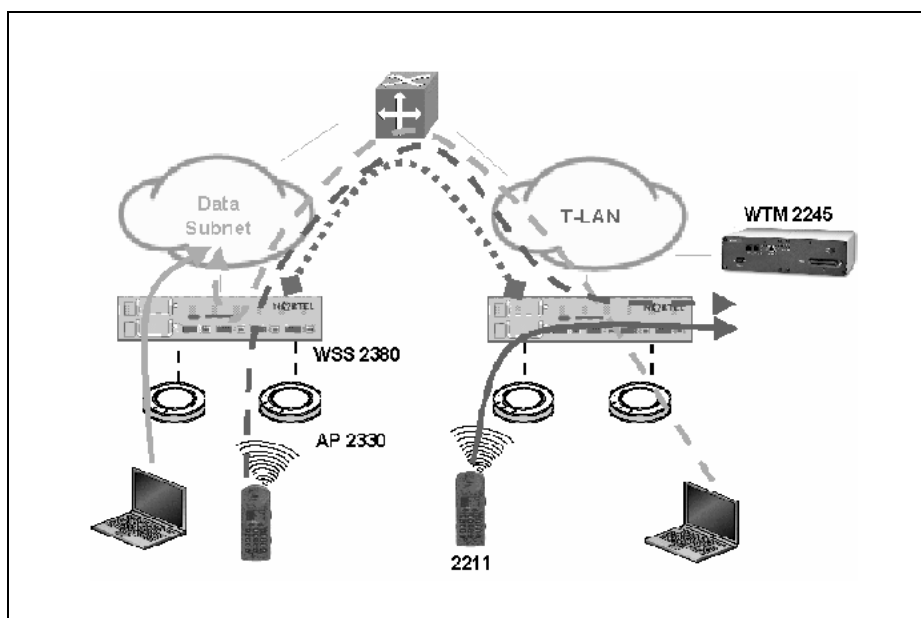 Data
Subnet
T-LAN
WTM 2245
NORTEL
NORTEL
WSS 2380
AP 2330
2211